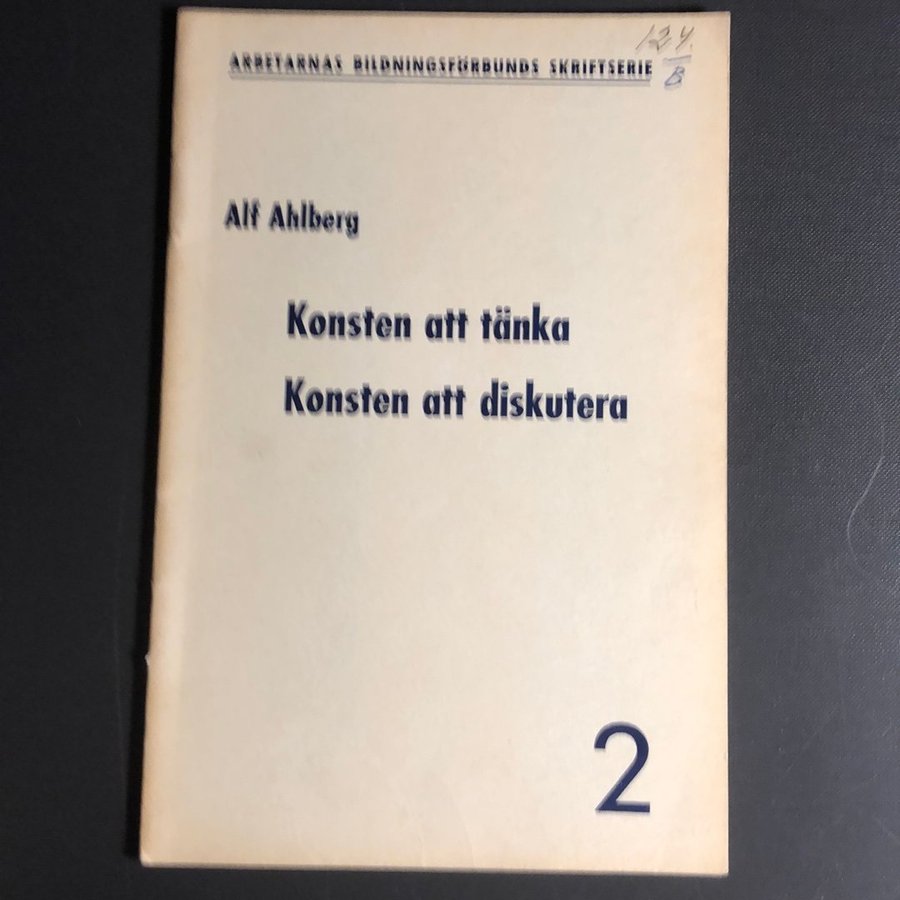 ARBETARNAS BILDNINGSFÖRBUNDS SKRIFTSERIE
124
B
Alf Ahlberg
Konsten att tänka
Konsten att diskutera
2